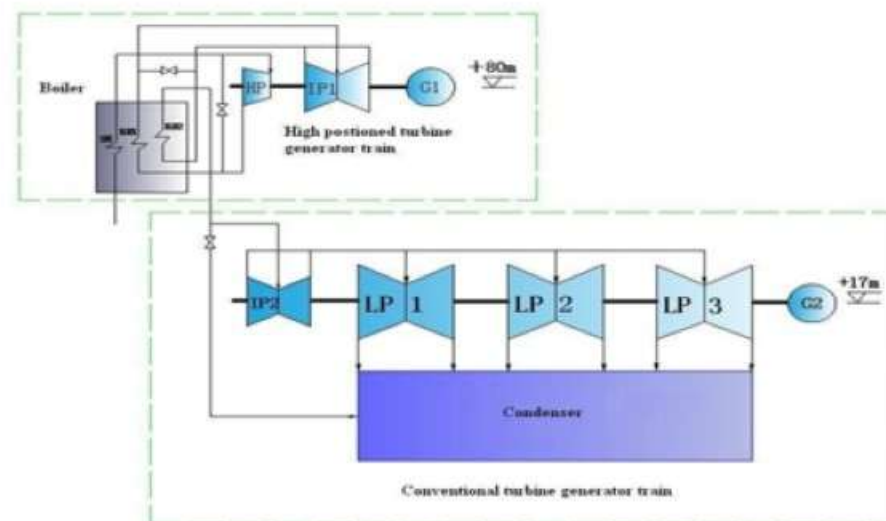 Boiler
HP
IP1
G1
+80m
High postioned turbine
generator train
IP2
LP 1
LP 2
LP 3
G2
+17m
Condenser
Conventional turbine generator train